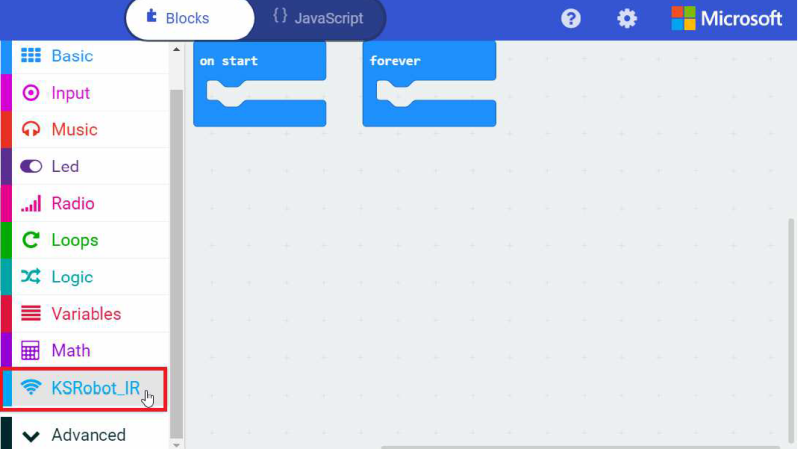 Blocks
{} JavaScript
?
Microsoft
Basic
Input
Music
Led
Radio
Loops
Logic
Variables
Math
KSRobot_IR
Advanced
on start
forever